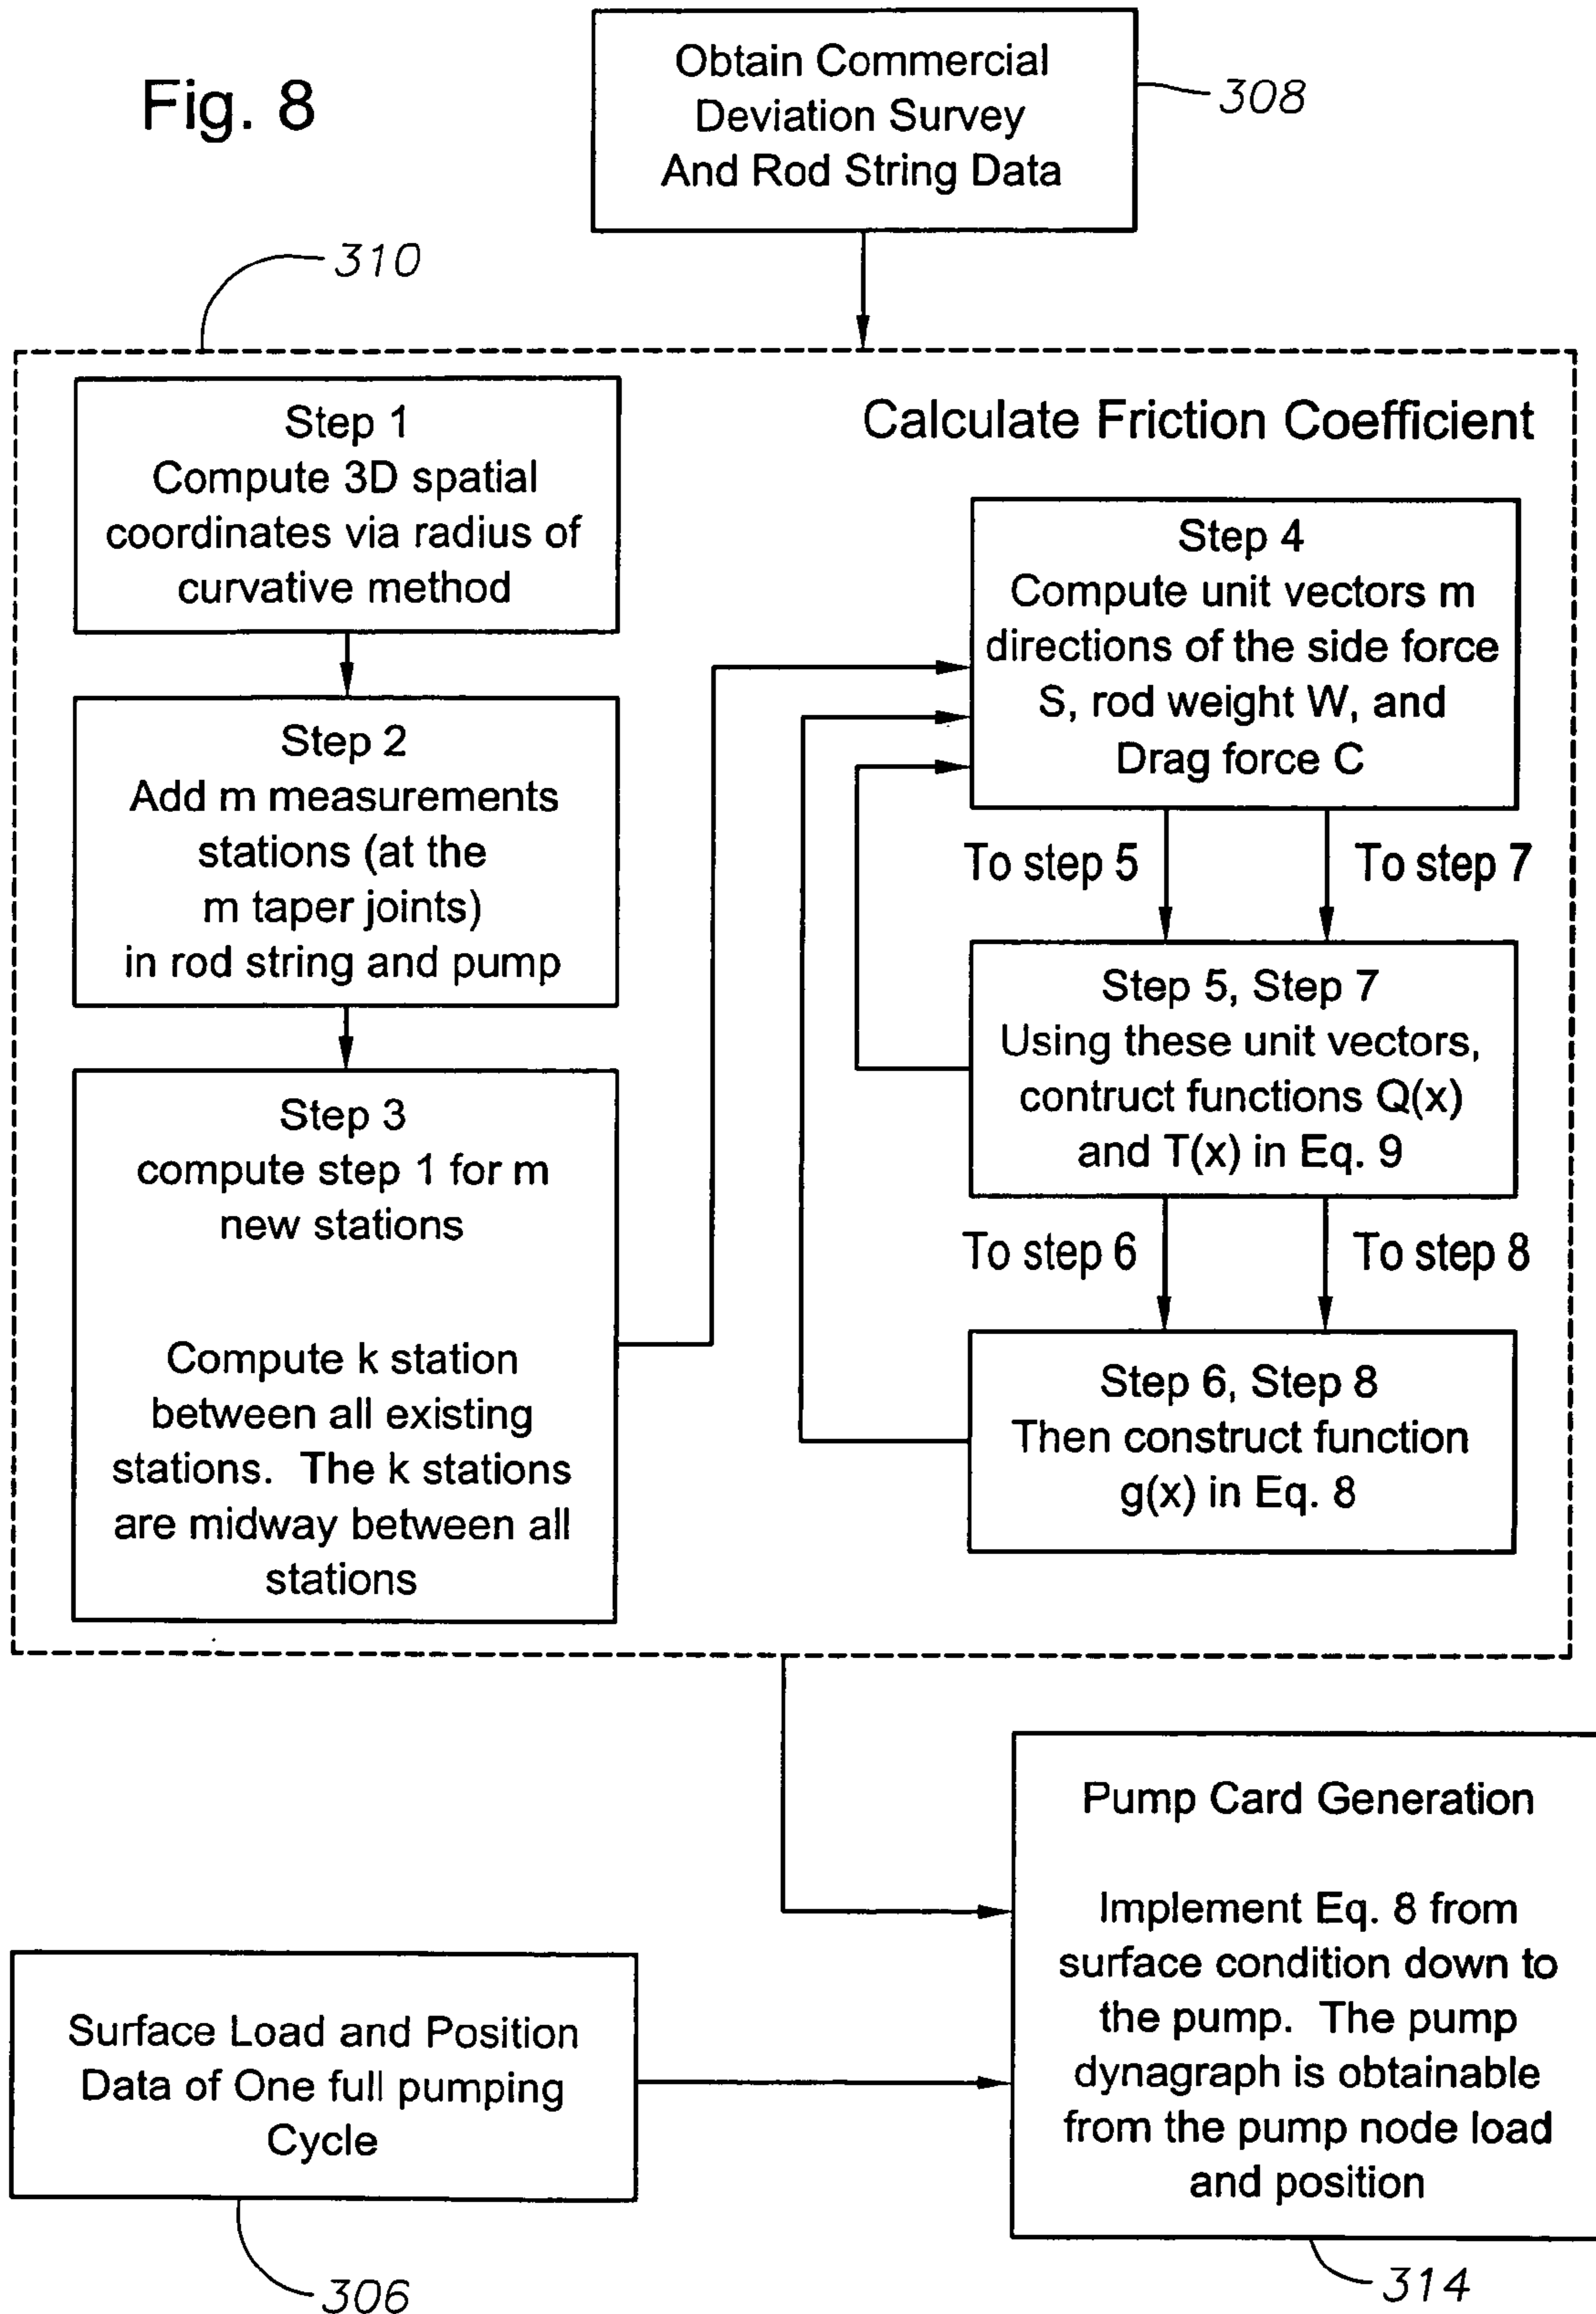 Fig. 8
Obtain Commercial
Deviation Survey
And Rod String Data
308
310
Step 1
Compute 3D spatial
coordinates via radius of
curvative method
Step 2
Add m measurements
stations (at the
m taper joints)
in rod string and pump
Step 3
compute step 1 for m
new stations
Compute k station
between all existing
stations. The k stations
are midway between all
stations
Calculate Friction Coefficient
Step 4
Compute unit vectors m
directions of the side force
S, rod weight W, and
Drag force C
To step 5
To step 7
Step 5, Step 7
Using these unit vectors,
contruct functions Q(x)
and T(x) in Eq. 9
To step 6
To step 8
Step 6, Step 8
Then construct function
g(x) in Eq. 8
Surface Load and Position
Data of One full pumping
Cycle
306
Pump Card Generation
Implement Eq. 8 from
surface condition down to
the pump. The pump
dynagraph is obtainable
from the pump node load
and position
314